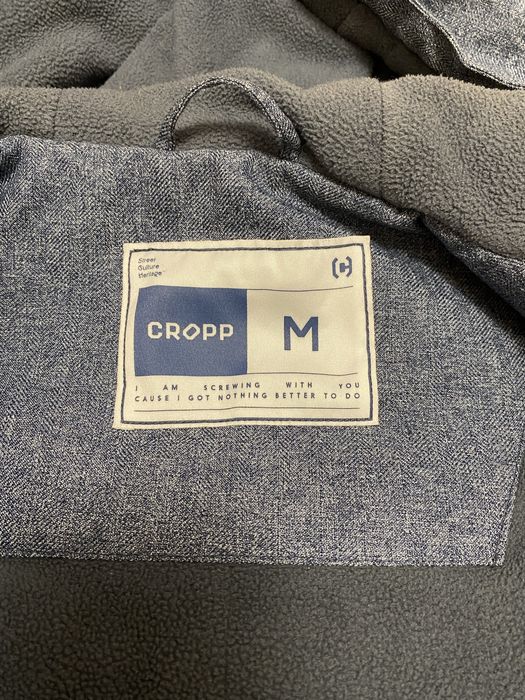 Street
Culture
Heritage
[C]
CROPP
M
I AM SCREWING WITH YOU
CAUSE I GOT NOTHING BETTER TO DO